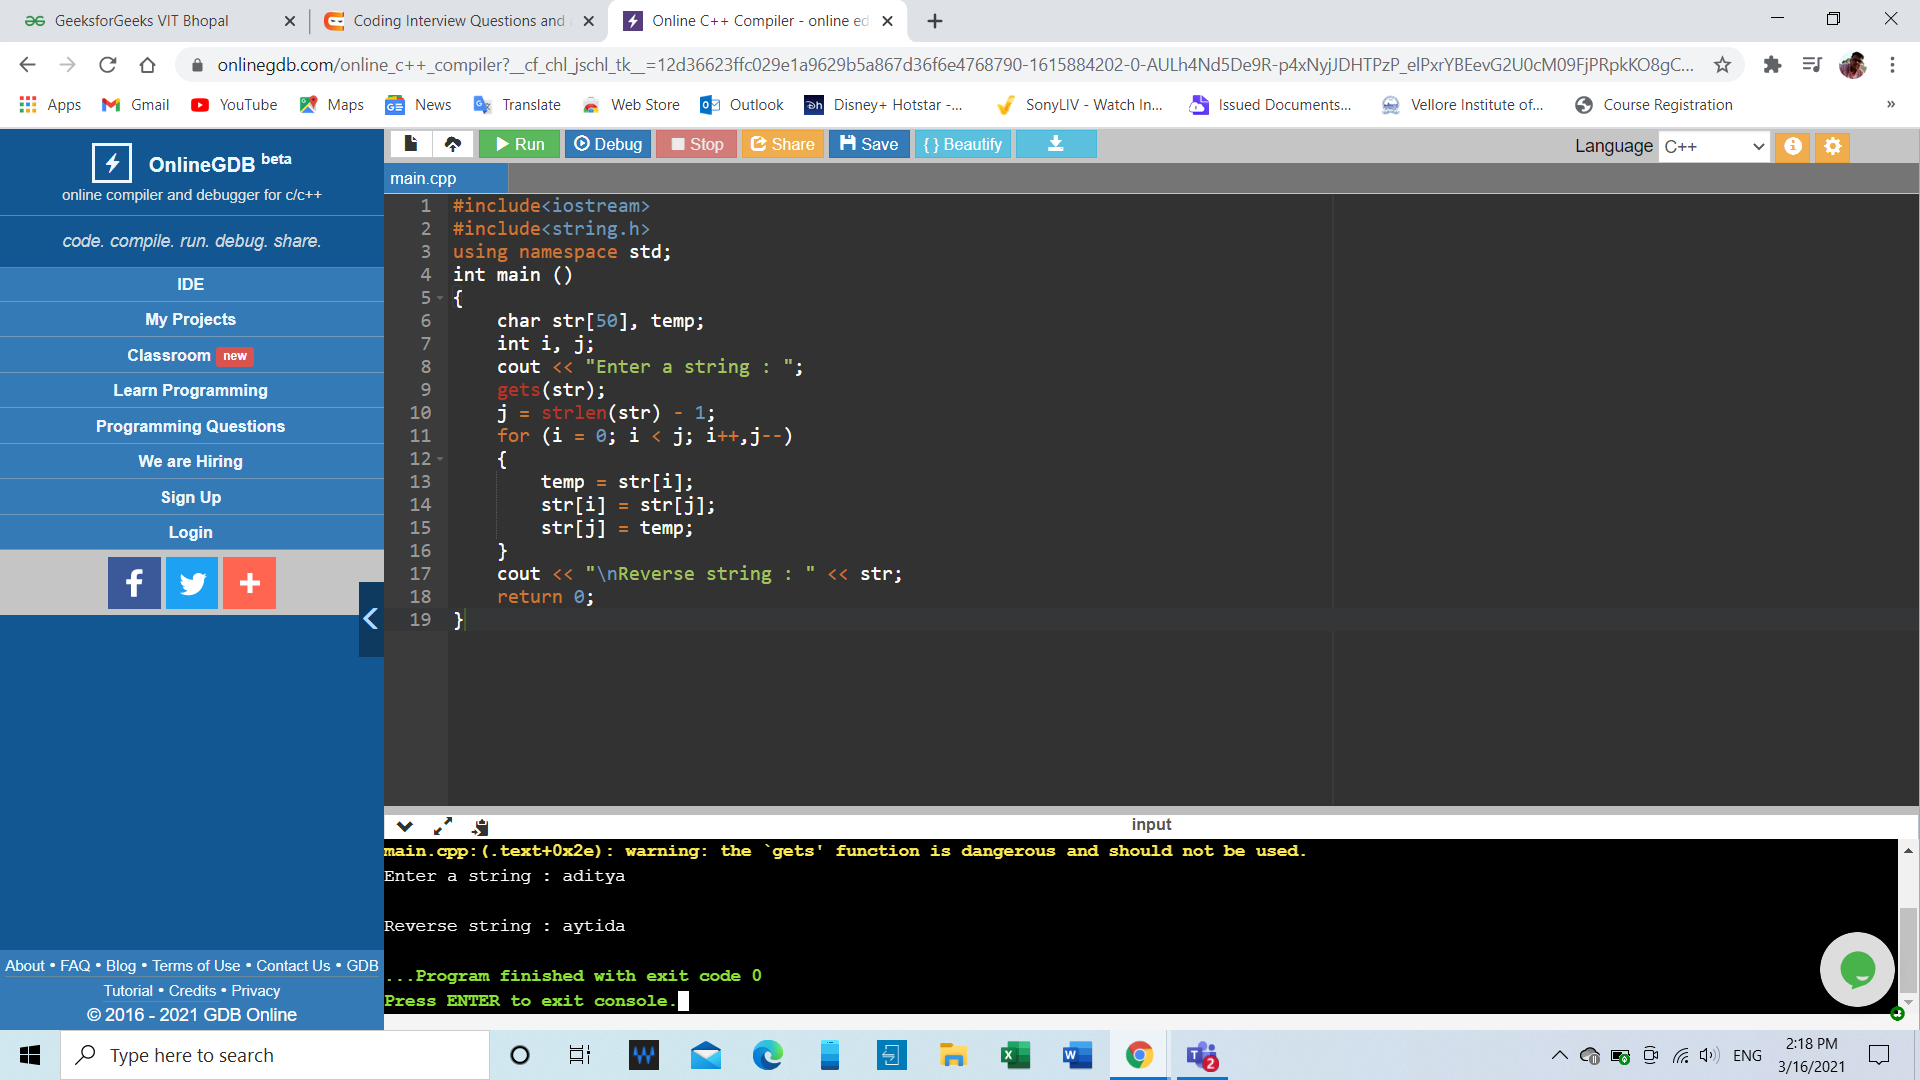 GeeksforGeeks VIT Bhopal
Coding Interview Questions and
Online C++ Compiler - online ed
onlinegdb.com/online_c++_compiler?__cf_chl_jschl_tk__=12d36623ffc029e1a9629b5a867d36f6e4768790-1615884202-0-AULh4Nd5De9R-p4xNyjJDHTPzP_elPxrYBEevG2U0cM09FjPRpkKO8gC...
Apps Gmail YouTube Maps News Translate Web Store Outlook Disney+ Hotstar -... SonyLIV - Watch In... Issued Documents... Vellore Institute of... Course Registration »
OnlineGDB beta
online compiler and debugger for c/c++
code. compile. run. debug. share.
IDE
My Projects
Classroom new
Learn Programming
Programming Questions
We are Hiring
Sign Up
Login
About • FAQ • Blog • Terms of Use • Contact Us • GDB
Tutorial • Credits • Privacy
© 2016 - 2021 GDB Online
Run Debug Stop Share Save { } Beautify
Language C++
main.cpp
1 #include<iostream>
2 #include<string.h>
3 using namespace std;
4 int main ()
5 {
6 char str[50], temp;
7 int i, j;
8 cout << "Enter a string : ";
9 gets(str);
10 j = strlen(str) - 1;
11 for (i = 0; i < j; i++,j--)
12 {
13 temp = str[i];
14 str[i] = str[j];
15 str[j] = temp;
16 }
17 cout << "\nReverse string : " << str;
18 return 0;
19 }
input
main.cpp:(.text+0x2e): warning: the `gets' function is dangerous and should not be used.
Enter a string : aditya
Reverse string : aytida
...Program finished with exit code 0
Press ENTER to exit console.
Type here to search
2
ENG
2:18 PM
3/16/2021